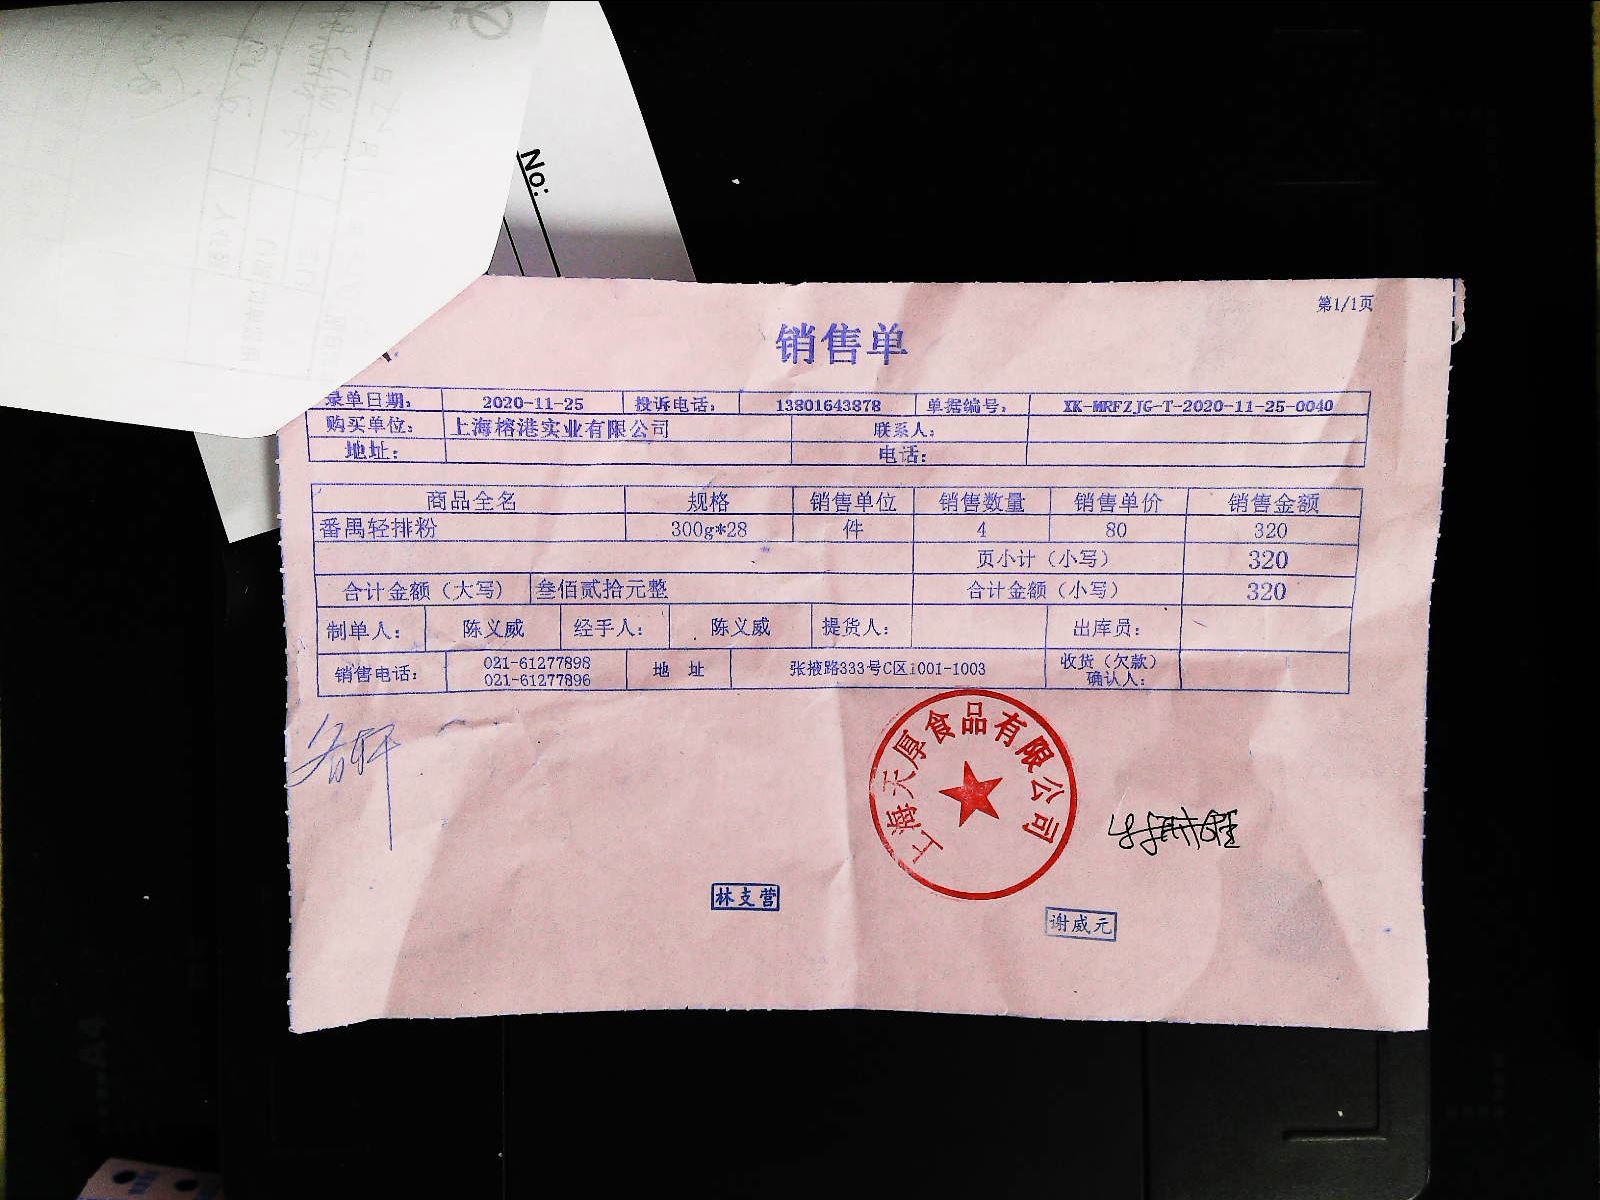 No:
第1/1页
销售单
录单日期: 2020-11-25 投诉电话: 13801643878 单据编号: XK-MRFZJG-T-2020-11-25-0040
购买单位: 上海榕港实业有限公司 联系人:
地址: 电话:
商品全名 规格 销售单位 销售数量 销售单价 销售金额
番禺轻排粉 300g*28 件 4 80 320
页小计（小写） 320
合计金额（大写） 叁佰贰拾元整 合计金额（小写） 320
制单人: 陈义威 经手人: 陈义威 提货人: 出库员:
销售电话: 021-61277898 地 址 张掖路333号C区1001-1003 收货（欠款）
021-61277896 确认人:
上海天厚食品有限公司
林支营
谢威元